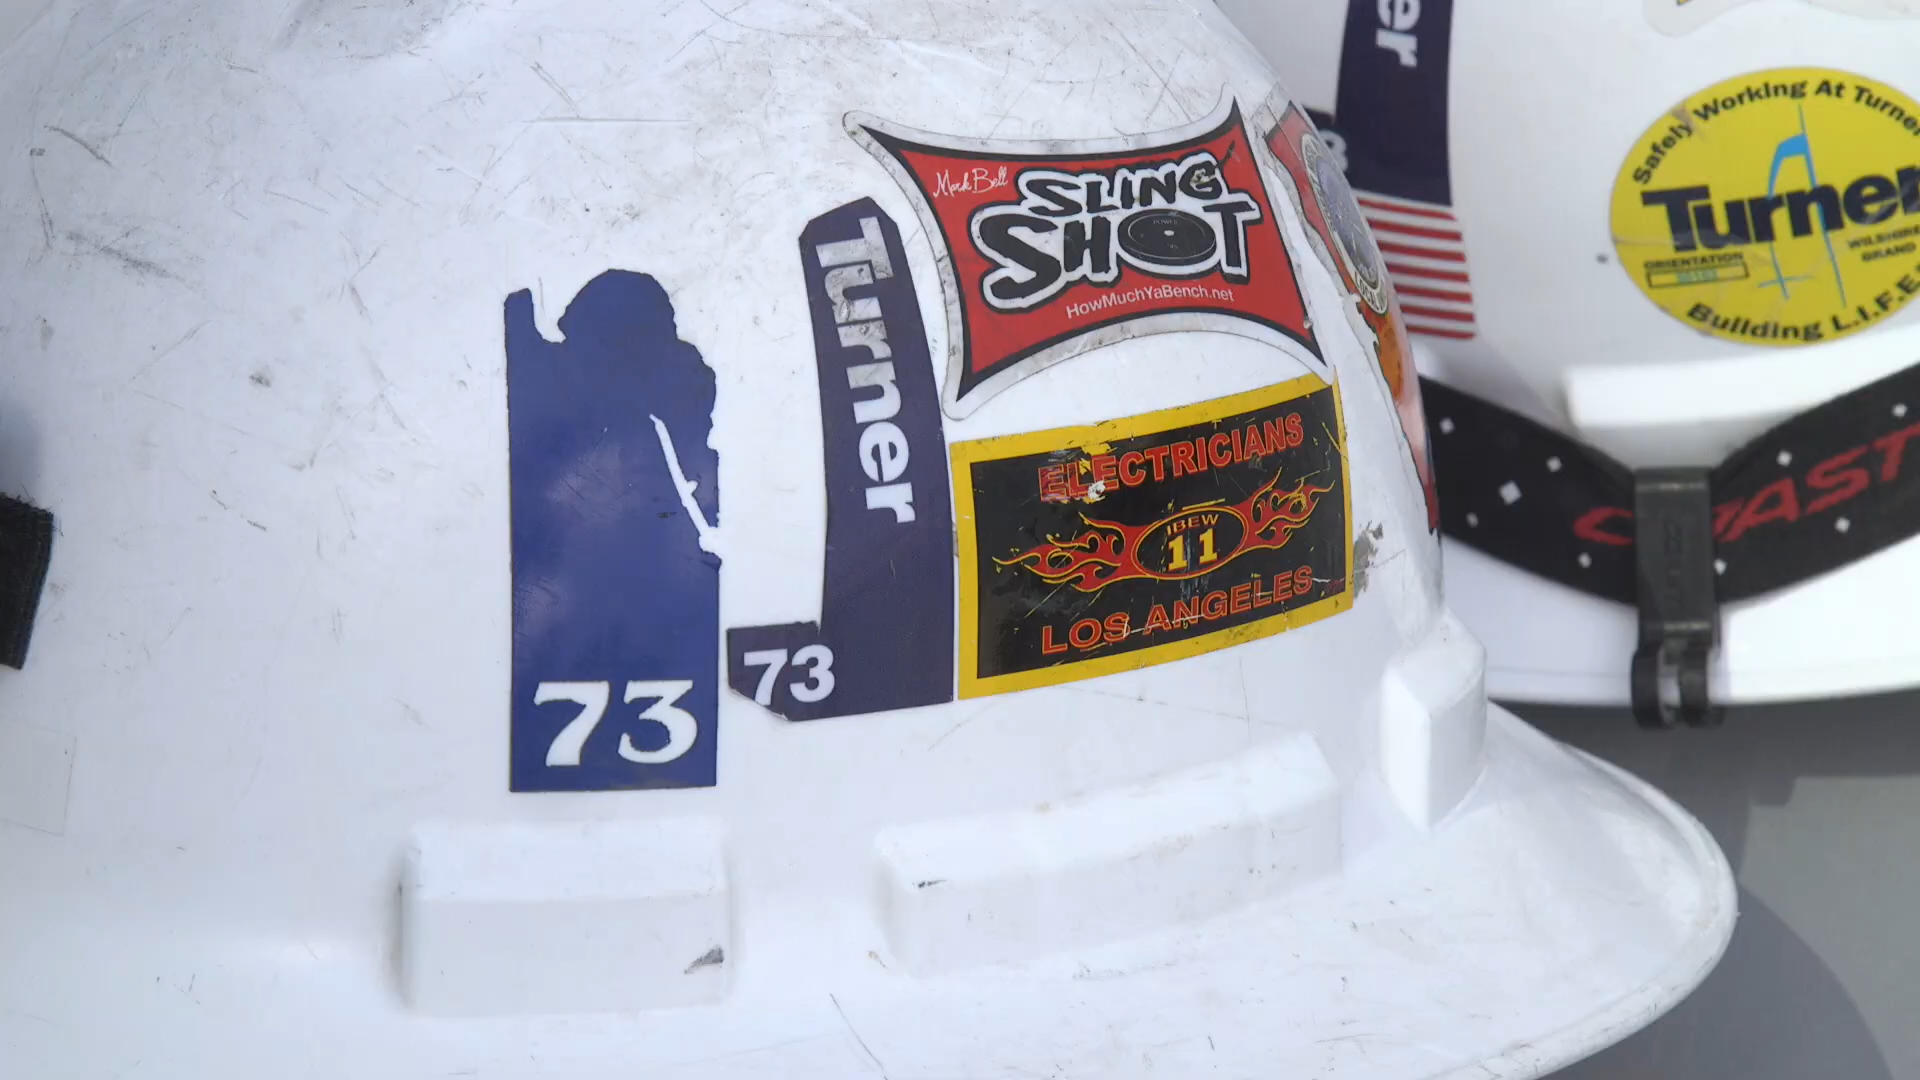 73
Turner
73
Mark Bell
SLING
SHOT
HowMuchYaBench.net
ELECTRICIANS
IBEW
11
LOS ANGELES
er
Safely Working At Turner
Turner
WILSHIRE
GRAND
ORIENTATION
Building L.I.F.E.